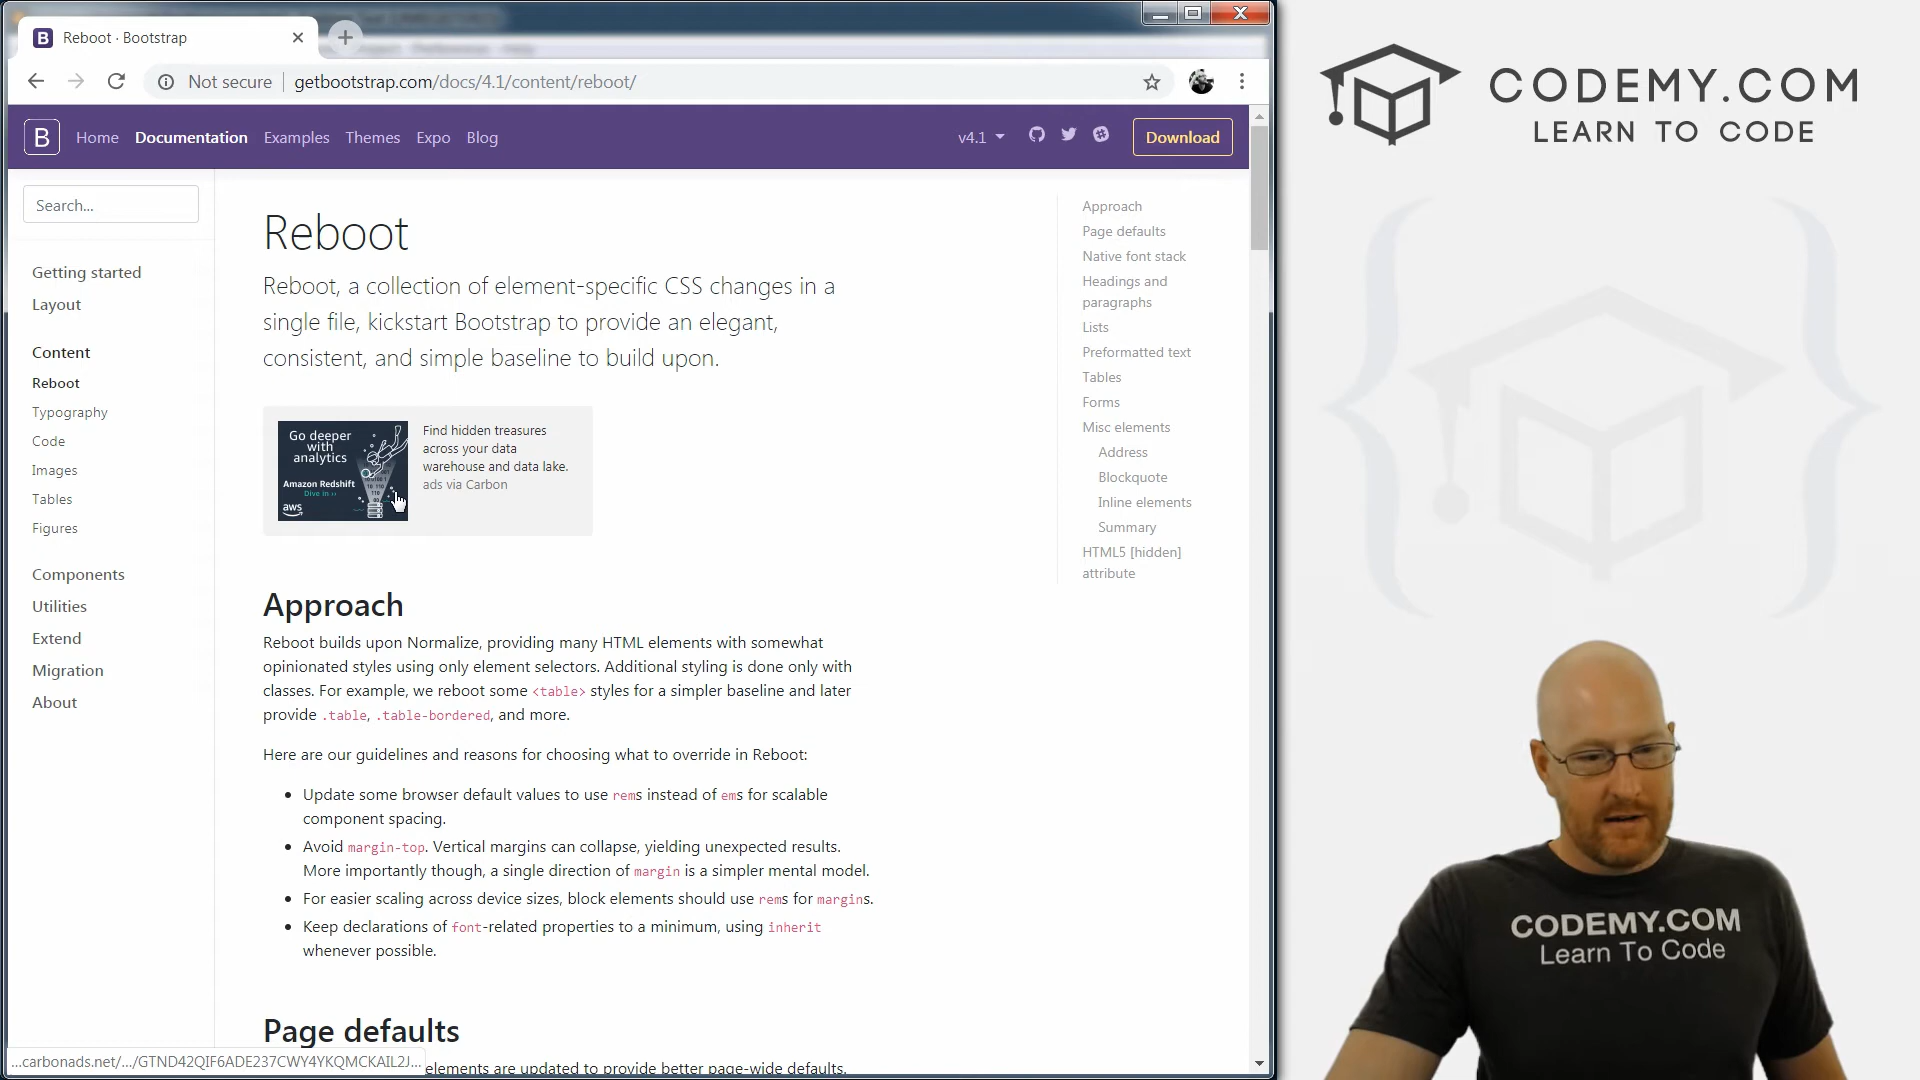 Reboot · Bootstrap
Not secure
getbootstrap.com/docs/4.1/content/reboot/
CODEMY.COM
LEARN TO CODE
B
Home
Documentation
Examples
Themes
Expo
Blog
v4.1
Download
Search...
Getting started
Layout
Content
Reboot
Typography
Code
Images
Tables
Figures
Components
Utilities
Extend
Migration
About
Reboot
Reboot, a collection of element-specific CSS changes in a
single file, kickstart Bootstrap to provide an elegant,
consistent, and simple baseline to build upon.
Go deeper
with
analytics
Amazon Redshift
Dive in ››
aws
Find hidden treasures
across your data
warehouse and data lake.
ads via Carbon
Approach
Reboot builds upon Normalize, providing many HTML elements with somewhat
opinionated styles using only element selectors. Additional styling is done only with
classes. For example, we reboot some <table> styles for a simpler baseline and later
provide .table, .table-bordered, and more.
Here are our guidelines and reasons for choosing what to override in Reboot:
• Update some browser default values to use rems instead of ems for scalable
component spacing.
• Avoid margin-top. Vertical margins can collapse, yielding unexpected results.
More importantly though, a single direction of margin is a simpler mental model.
• For easier scaling across device sizes, block elements should use rems for margins.
• Keep declarations of font-related properties to a minimum, using inherit
whenever possible.
Page defaults
elements are updated to provide better page-wide defaults.
...carbonads.net/.../GTND42QIF6ADE237CWY4YKQMCKAIL2J...
Approach
Page defaults
Native font stack
Headings and
paragraphs
Lists
Preformatted text
Tables
Forms
Misc elements
Address
Blockquote
Inline elements
Summary
HTML5 [hidden]
attribute
CODEMY.COM
Learn To Code